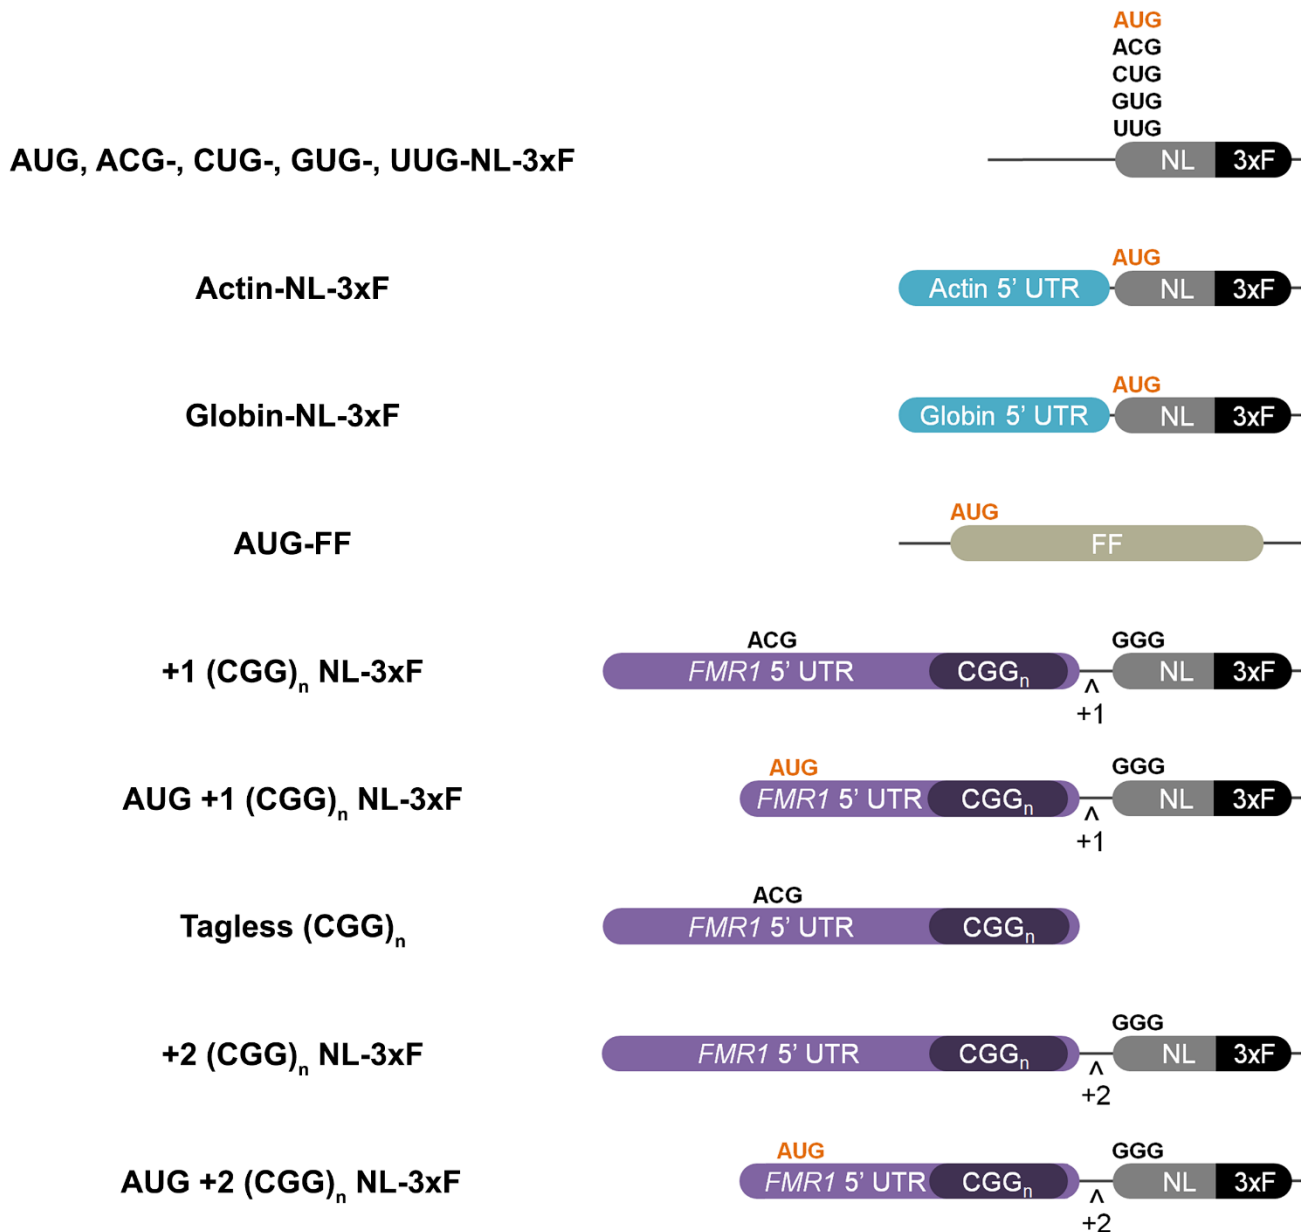 AUG
ACG
CUG
GUG
UUG
AUG, ACG-, CUG-, GUG-, UUG-NL-3xF NL 3xF
AUG
Actin-NL-3xF Actin 5’ UTR NL 3xF
AUG
Globin-NL-3xF Globin 5’ UTR NL 3xF
AUG
AUG-FF FF
ACG GGG
+1 (CGG)n NL-3xF FMR1 5’ UTR CGGn NL 3xF
^
+1
AUG GGG
AUG +1 (CGG)n NL-3xF FMR1 5’ UTR CGGn NL 3xF
^
+1
ACG
Tagless (CGG)n FMR1 5’ UTR CGGn
GGG
+2 (CGG)n NL-3xF FMR1 5’ UTR CGGn NL 3xF
^
+2
AUG GGG
AUG +2 (CGG)n NL-3xF FMR1 5’ UTR CGGn NL 3xF
^
+2